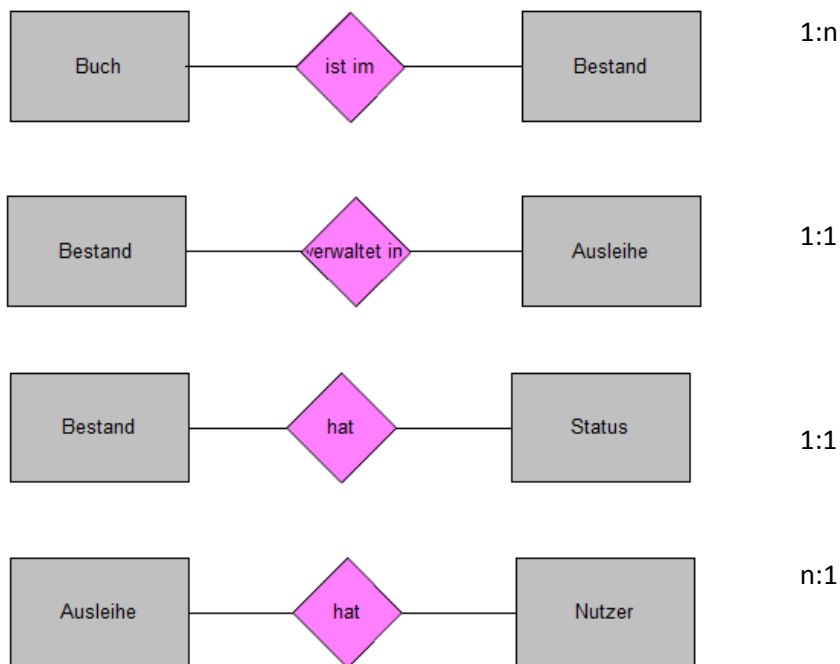 Buch ist im Bestand 1:n
Bestand verwaltet in Ausleihe 1:1
Bestand hat Status 1:1
Ausleihe hat Nutzer n:1